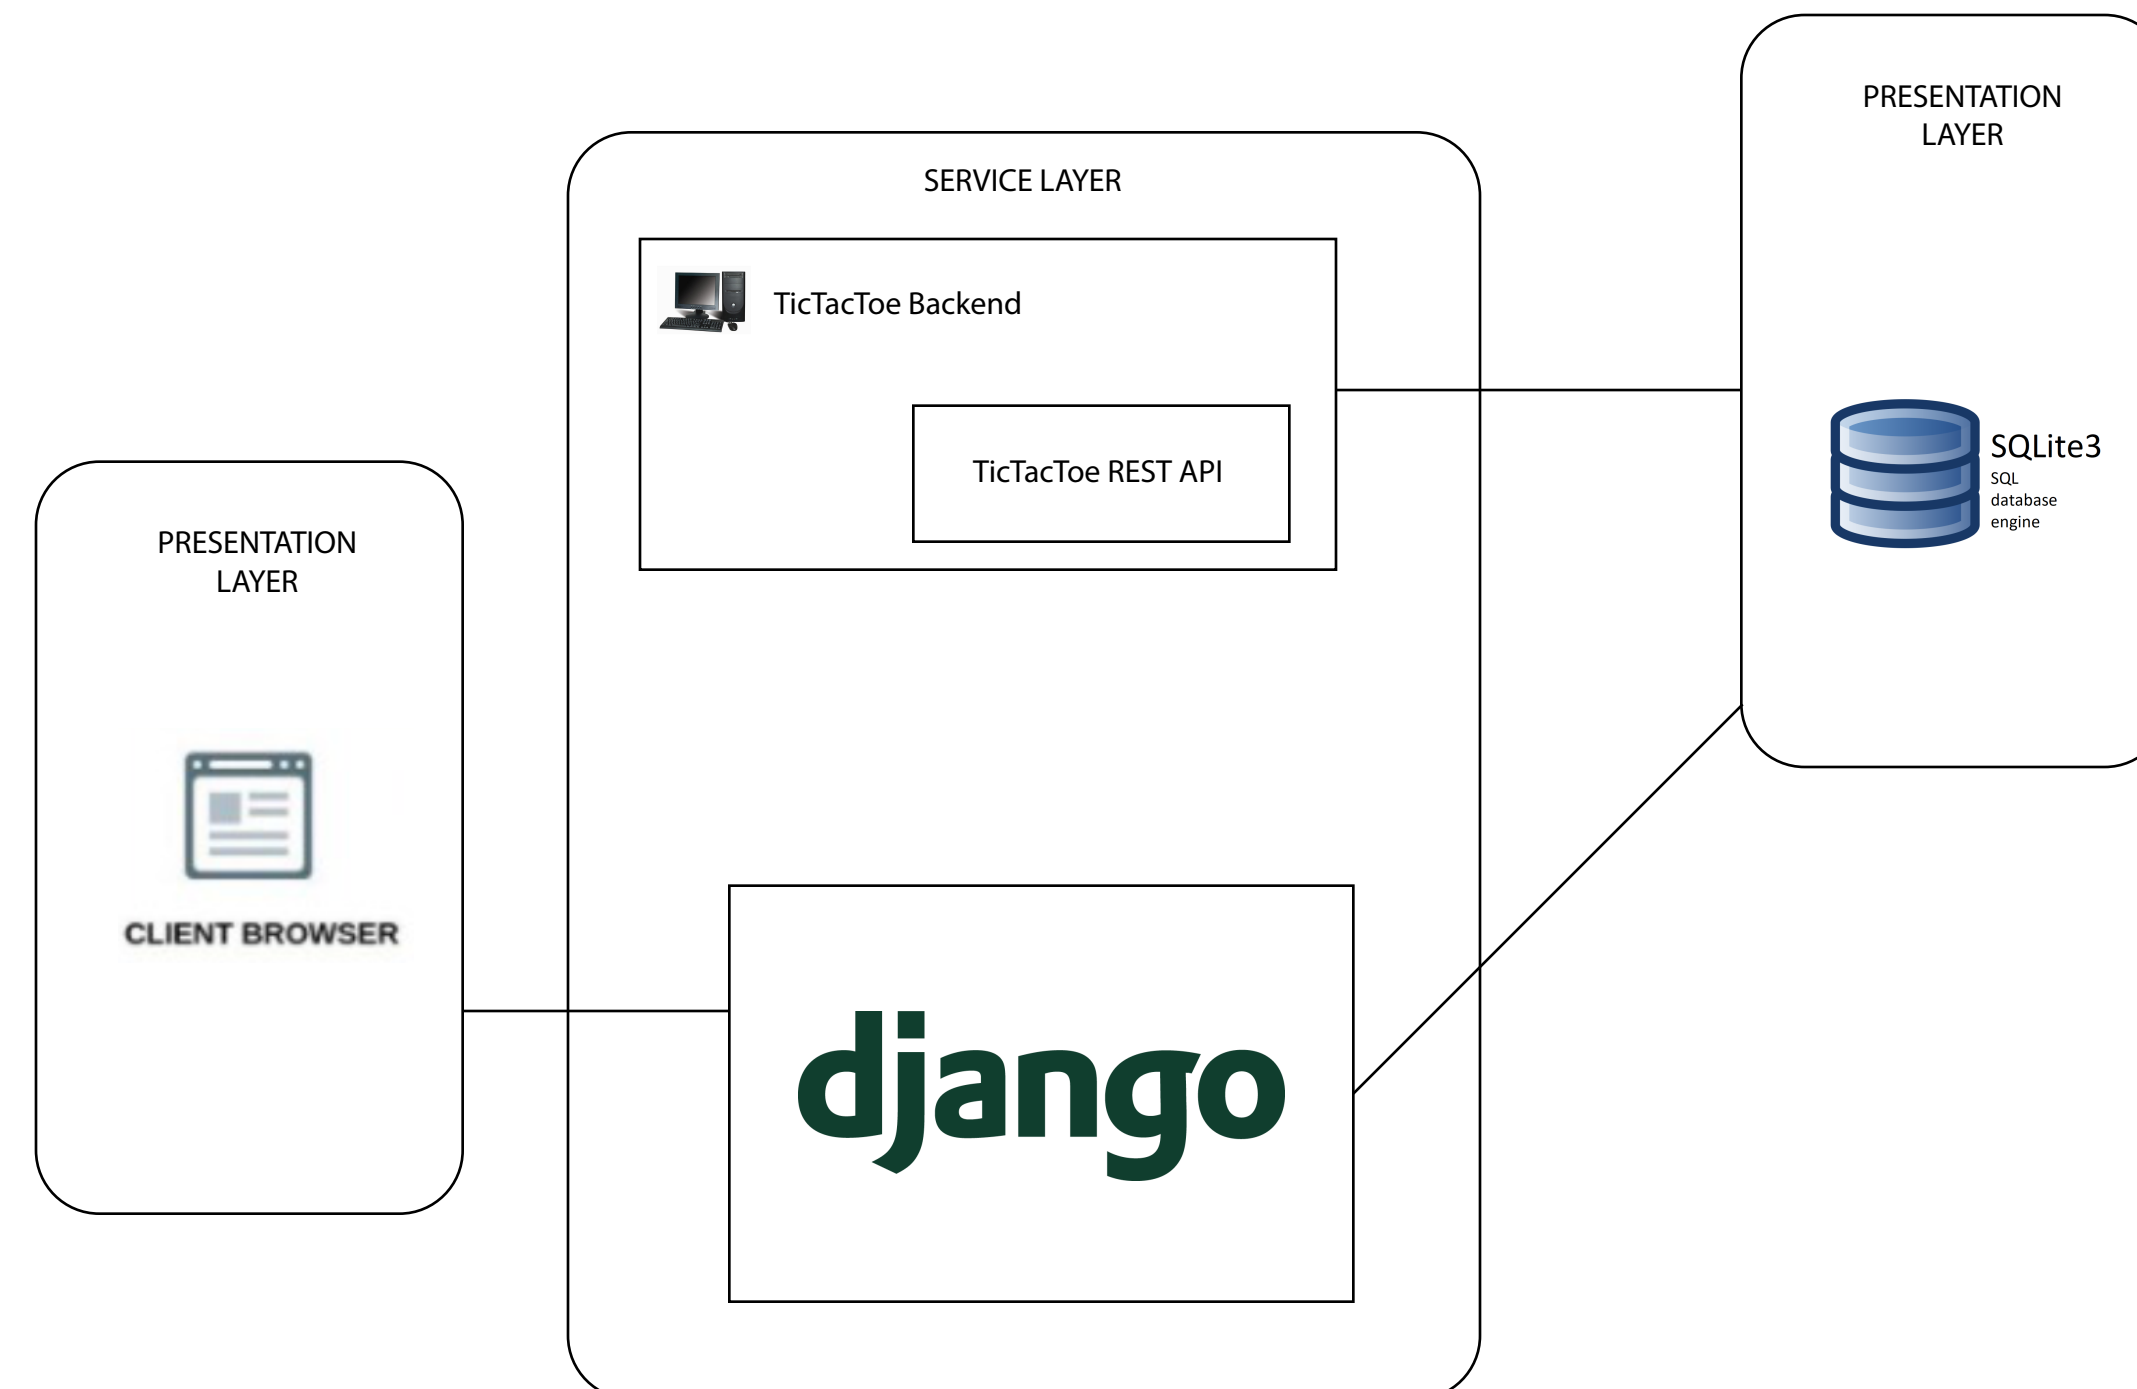 PRESENTATION
LAYER
SERVICE LAYER
TicTacToe Backend
TicTacToe REST API
SQLite3
SQL
database
engine
PRESENTATION
LAYER
CLIENT BROWSER
django